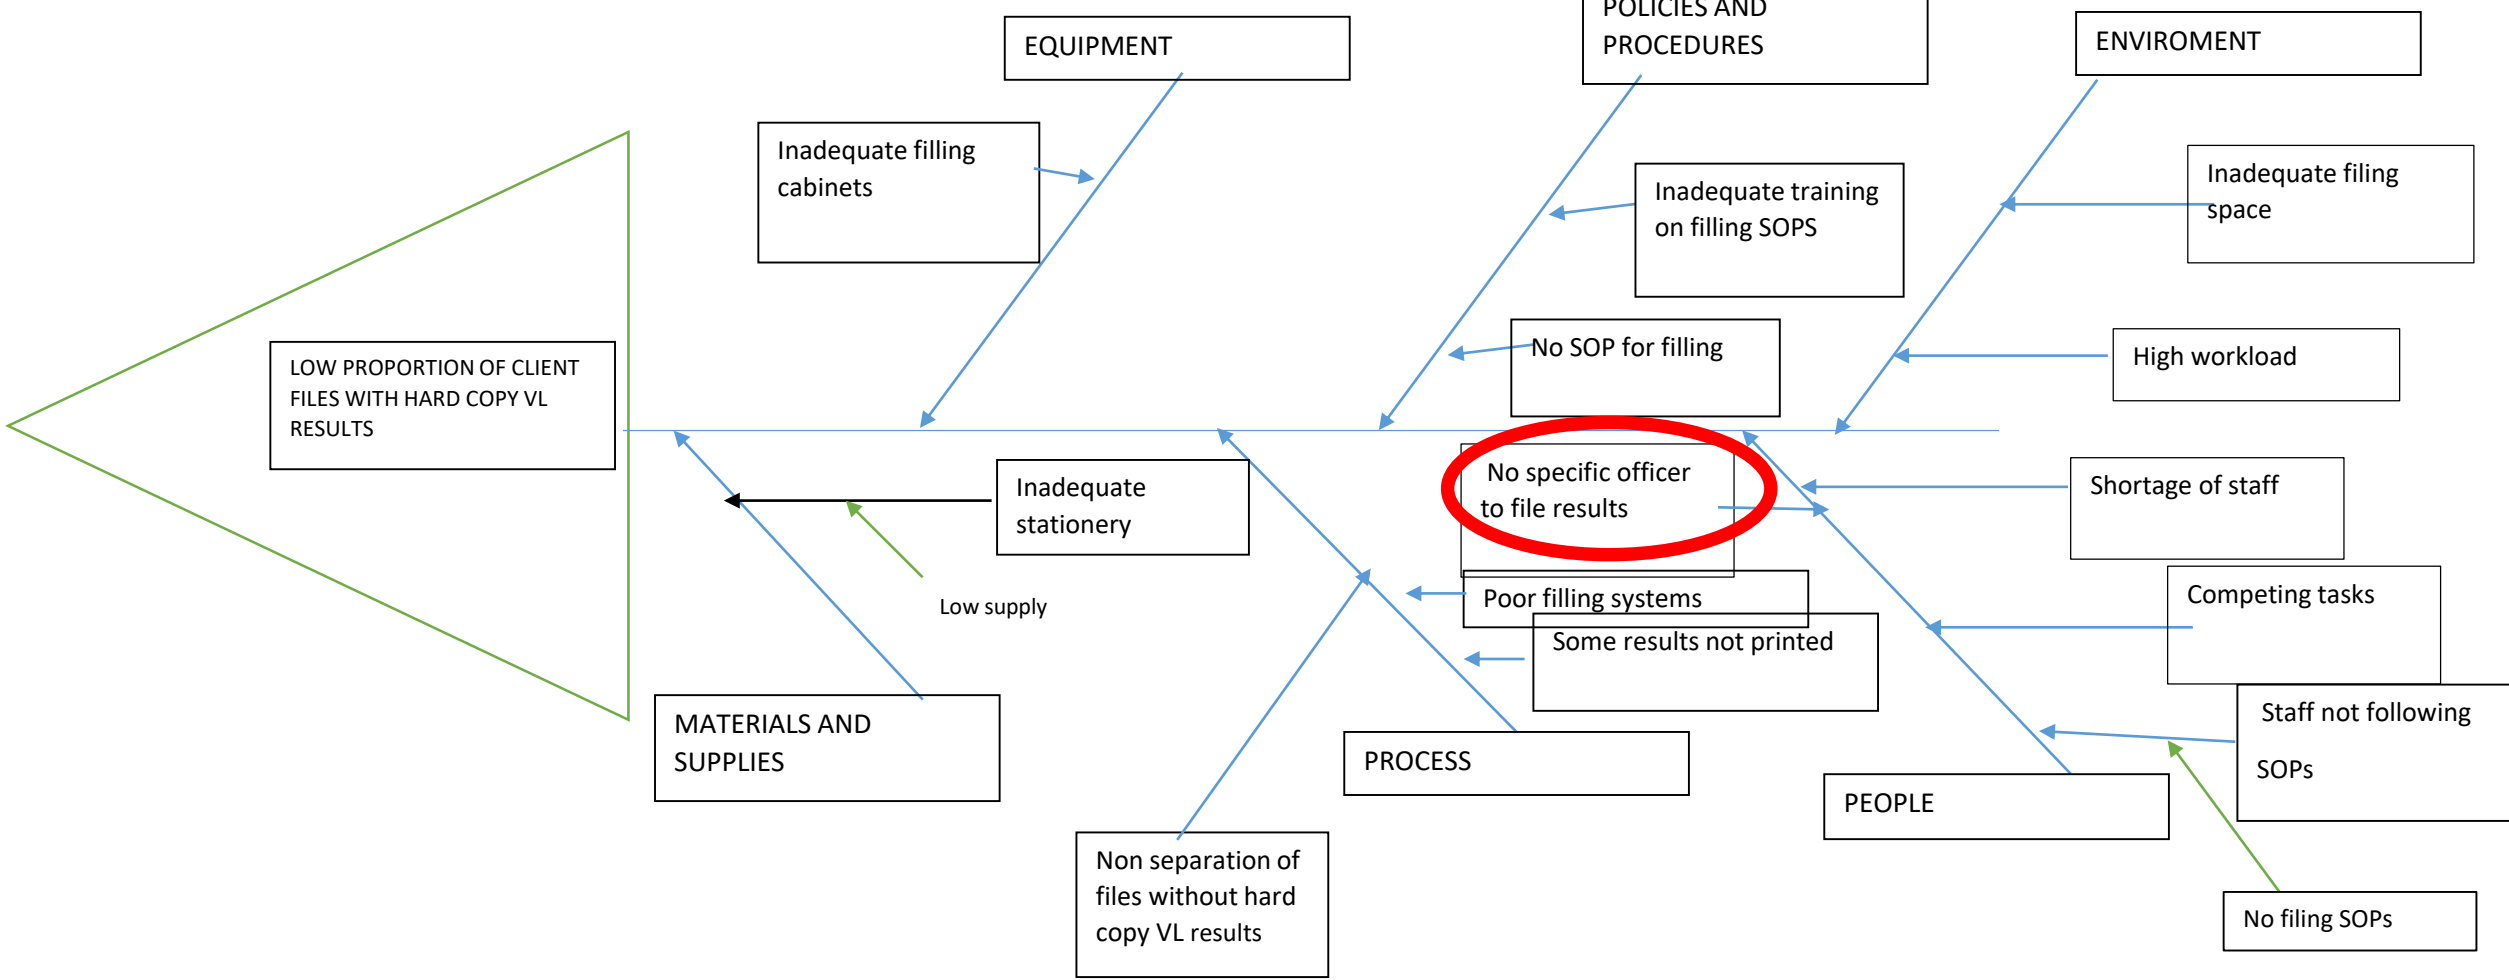 POLICIES AND
PROCEDURES
EQUIPMENT
ENVIROMENT
Inadequate filling
cabinets
Inadequate training
on filling SOPS
Inadequate filing
space
No SOP for filling
High workload
LOW PROPORTION OF CLIENT
FILES WITH HARD COPY VL
RESULTS
No specific officer
to file results
Inadequate
stationery
Shortage of staff
Low supply
Poor filling systems
Competing tasks
Some results not printed
MATERIALS AND
SUPPLIES
PROCESS
Staff not following
SOPs
PEOPLE
Non separation of
files without hard
copy VL results
No filing SOPs